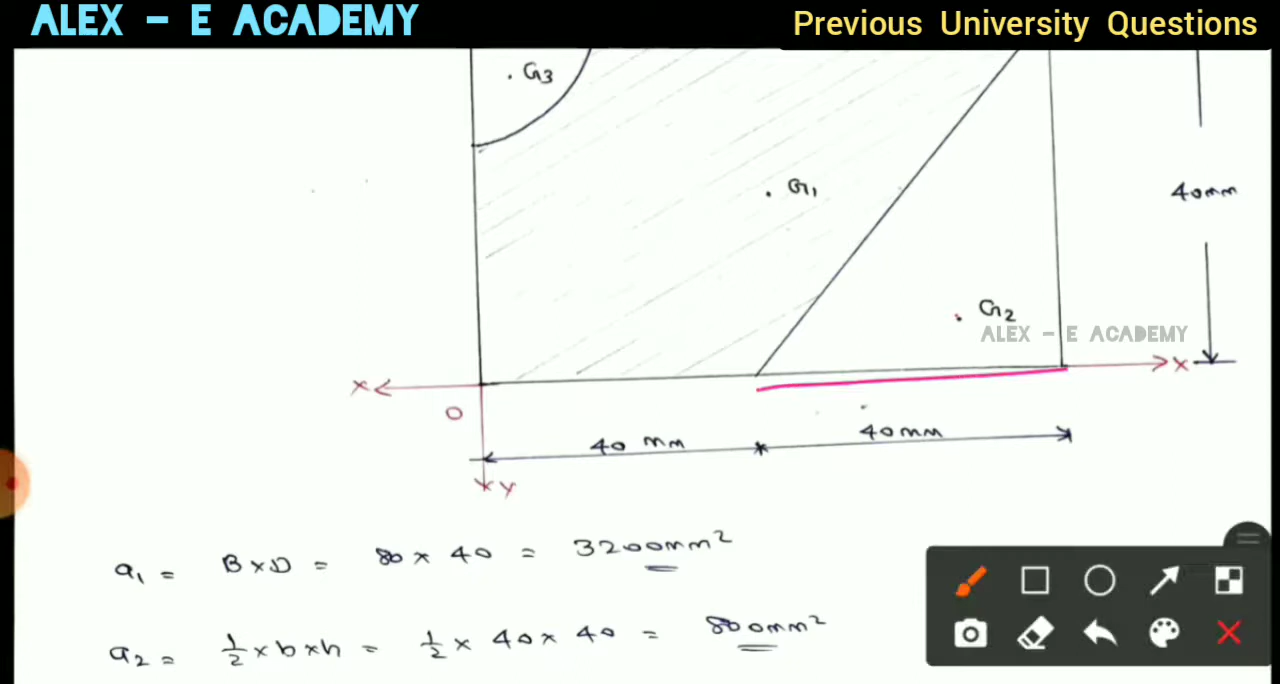 ALEX - E ACADEMY
Previous University Questions
G3
G1
40mm
G2
ALEX - E ACADEMY
X
X
O
40 mm
40mm
Y
a1 = B×D = 80 × 40 = 3200mm²
a2 = ½ × b×h = ½ × 40 × 40 = 800mm²